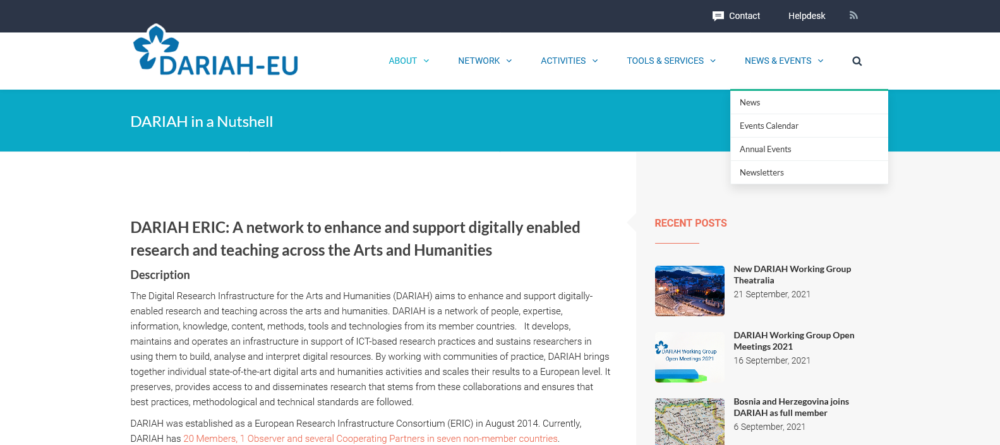 Contact
Helpdesk
DARIAH-EU
ABOUT
NETWORK
ACTIVITIES
TOOLS & SERVICES
NEWS & EVENTS
News
Events Calendar
Annual Events
Newsletters
DARIAH in a Nutshell
DARIAH ERIC: A network to enhance and support digitally enabled
research and teaching across the Arts and Humanities
Description
The Digital Research Infrastructure for the Arts and Humanities (DARIAH) aims to enhance and support digitally-
enabled research and teaching across the arts and humanities. DARIAH is a network of people, expertise,
information, knowledge, content, methods, tools and technologies from its member countries.   It develops,
maintains and operates an infrastructure in support of ICT-based research practices and sustains researchers in
using them to build, analyse and interpret digital resources. By working with communities of practice, DARIAH brings
together individual state-of-the-art digital arts and humanities activities and scales their results to a European level. It
preserves, provides access to and disseminates research that stems from these collaborations and ensures that
best practices, methodological and technical standards are followed.
DARIAH was established as a European Research Infrastructure Consortium (ERIC) in August 2014. Currently,
DARIAH has 20 Members, 1 Observer and several Cooperating Partners in seven non-member countries.
RECENT POSTS
New DARIAH Working Group
Theatralia
21 September, 2021
DARIAH Working Group
Open Meetings 2021
DARIAH Working Group Open
Meetings 2021
16 September, 2021
Bosnia and Herzegovina joins
DARIAH as full member
6 September, 2021